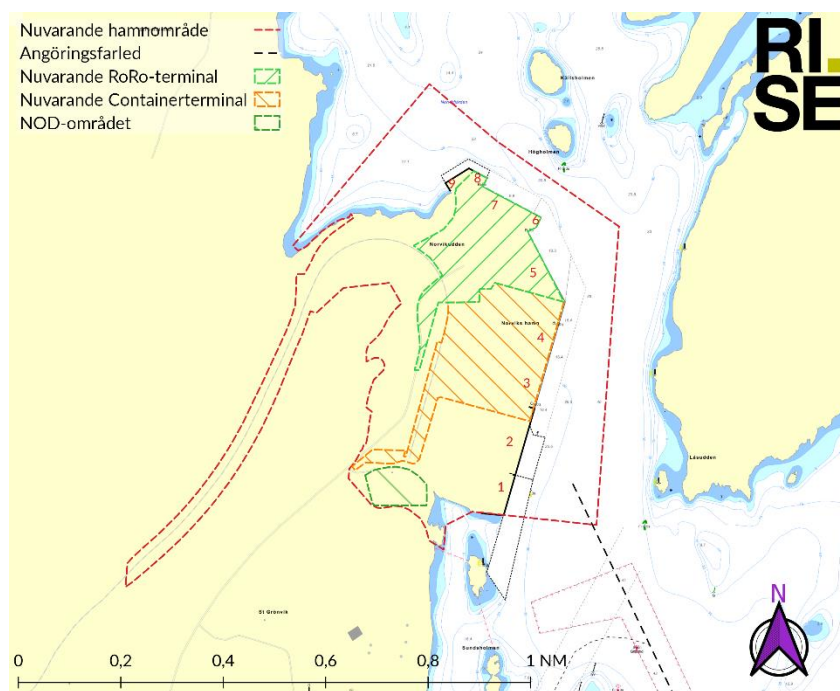 Nuvarande hamnområde
Angöringsfarled
Nuvarande RoRo-terminal
Nuvarande Containerterminal
NOD-området
RI.
SE
Källsholmen
Högholmen
9
8
7
6
Norvikudden
5
Norviks hamn
4
3
2
1
Låsudden
St Grönvik
Sundsholmen
N
0
0,2
0,4
0,6
0,8
1 NM